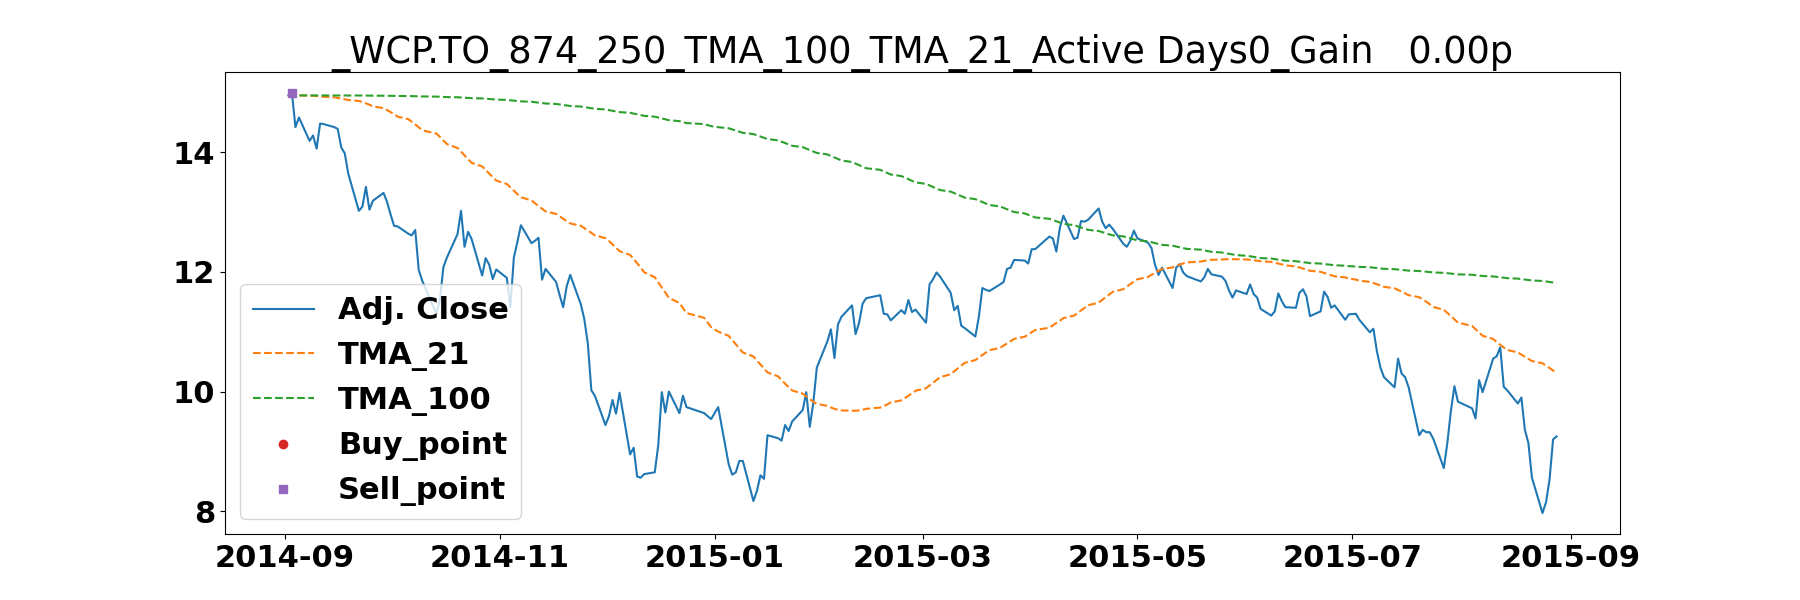 _WCP.TO_874_250_TMA_100_TMA_21_Active Days0_Gain   0.00p
14
12
10
8
Adj. Close
TMA_21
TMA_100
Buy_point
Sell_point
2014-09 2014-11 2015-01 2015-03 2015-05 2015-07 2015-09